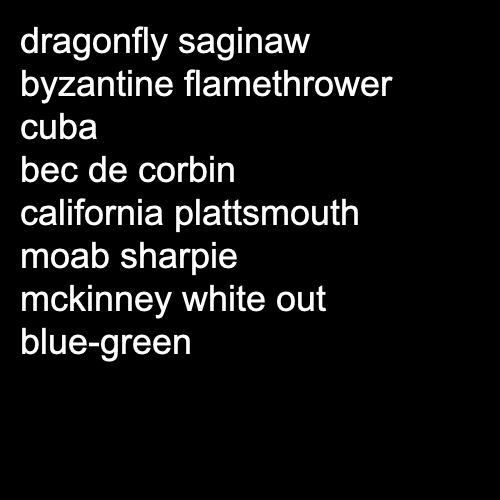 dragonfly saginaw
byzantine flamethrower
cuba
bec de corbin
california plattsmouth
moab sharpie
mckinney white out
blue-green